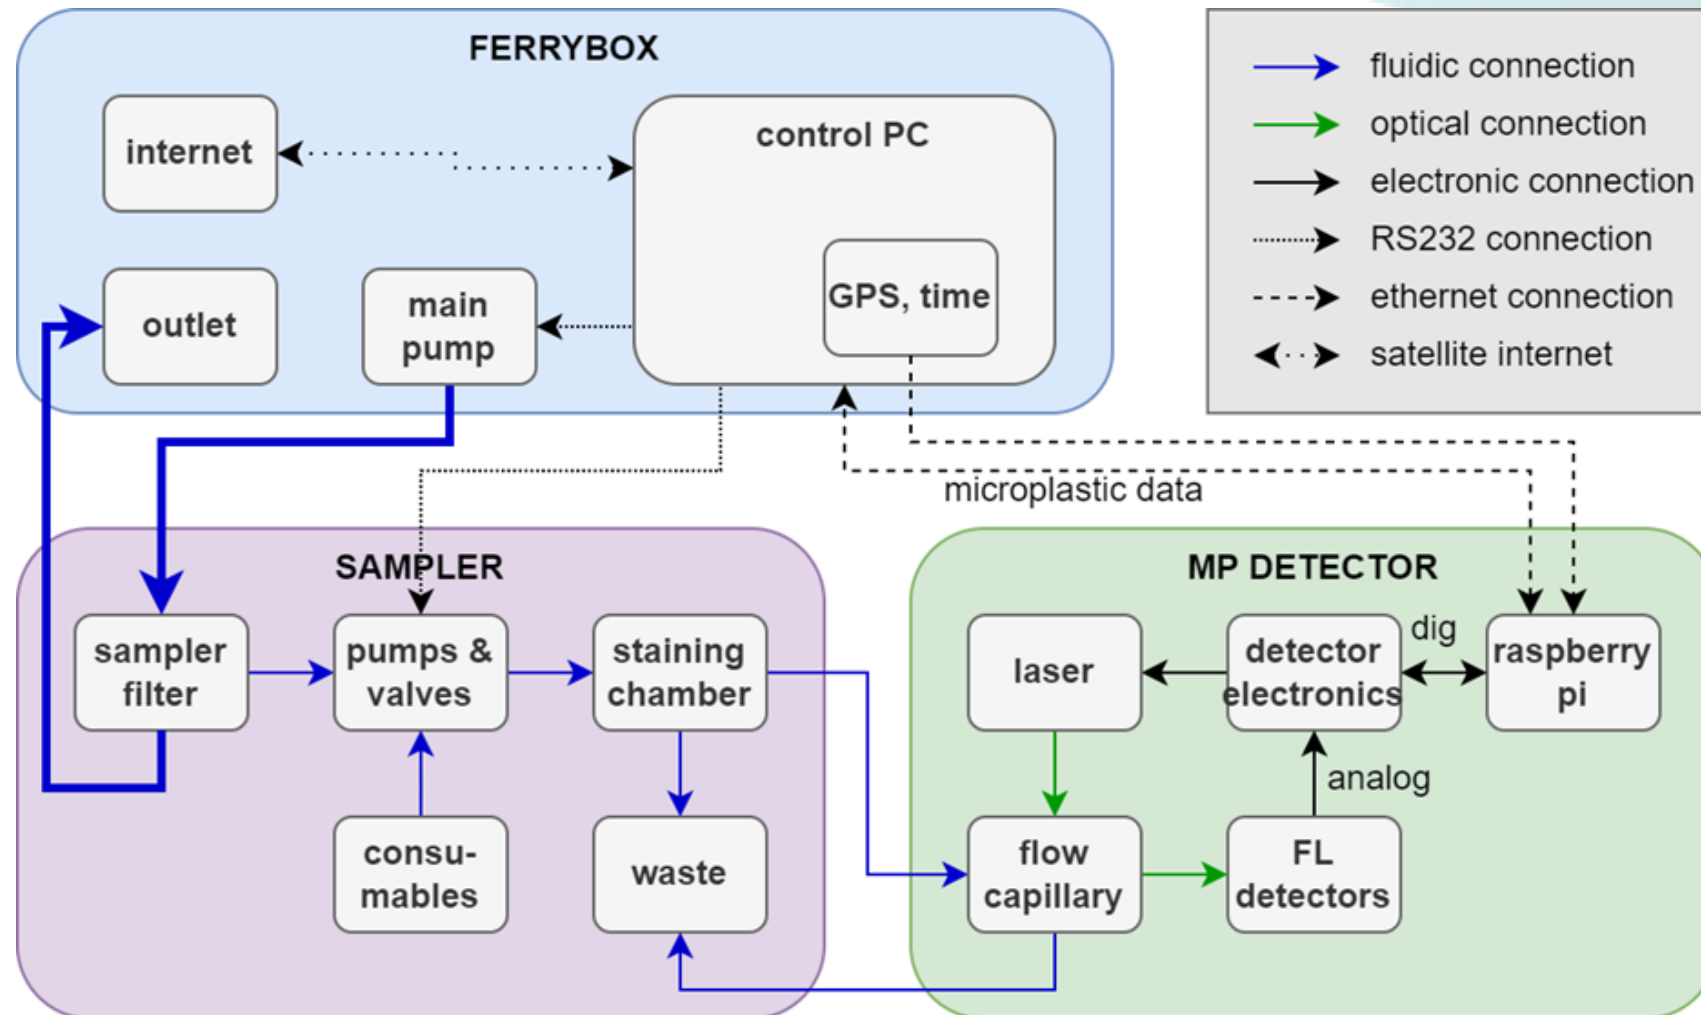 FERRYBOX
internet
control PC
GPS, time
outlet
main
pump
fluidic connection
optical connection
electronic connection
RS232 connection
ethernet connection
satellite internet
microplastic data
SAMPLER
sampler
filter
pumps &
valves
staining
chamber
consu-
mables
waste
MP DETECTOR
laser
detector
electronics
dig
raspberry
pi
analog
flow
capillary
FL
detectors